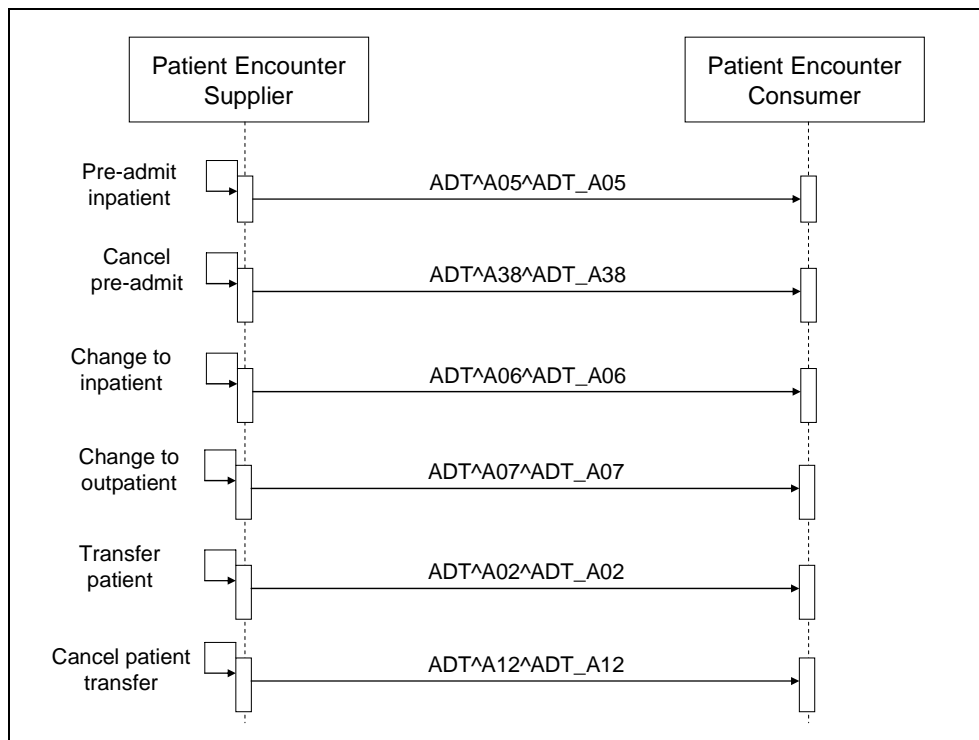 Patient Encounter
Supplier
Patient Encounter
Consumer
Pre-admit
inpatient
ADT^A05^ADT_A05
Cancel
pre-admit
ADT^A38^ADT_A38
Change to
inpatient
ADT^A06^ADT_A06
Change to
outpatient
ADT^A07^ADT_A07
Transfer
patient
ADT^A02^ADT_A02
Cancel patient
transfer
ADT^A12^ADT_A12